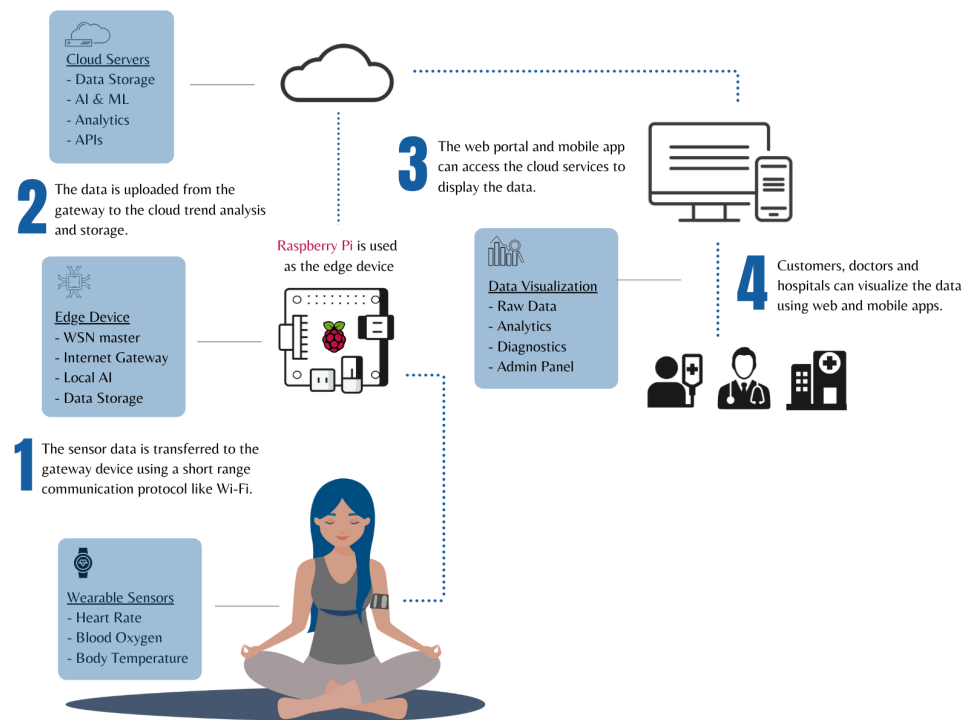 Cloud Servers
- Data Storage
- AI & ML
- Analytics
- APIs
2
The data is uploaded from the
gateway to the cloud trend analysis
and storage.
3
The web portal and mobile app
can access the cloud services to
display the data.
Raspberry Pi is used
as the edge device
Edge Device
- WSN master
- Internet Gateway
- Local AI
- Data Storage
Data Visualization
- Raw Data
- Analytics
- Diagnostics
- Admin Panel
4
Customers, doctors and
hospitals can visualize the data
using web and mobile apps.
1
The sensor data is transferred to the
gateway device using a short range
communication protocol like Wi-Fi.
Wearable Sensors
- Heart Rate
- Blood Oxygen
- Body Temperature